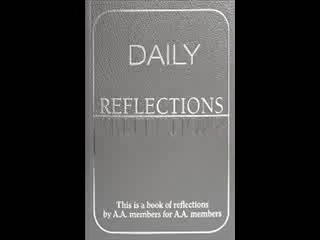 DAILY
REFLECTIONS
This is a book of reflections
by A.A. members for A.A. members